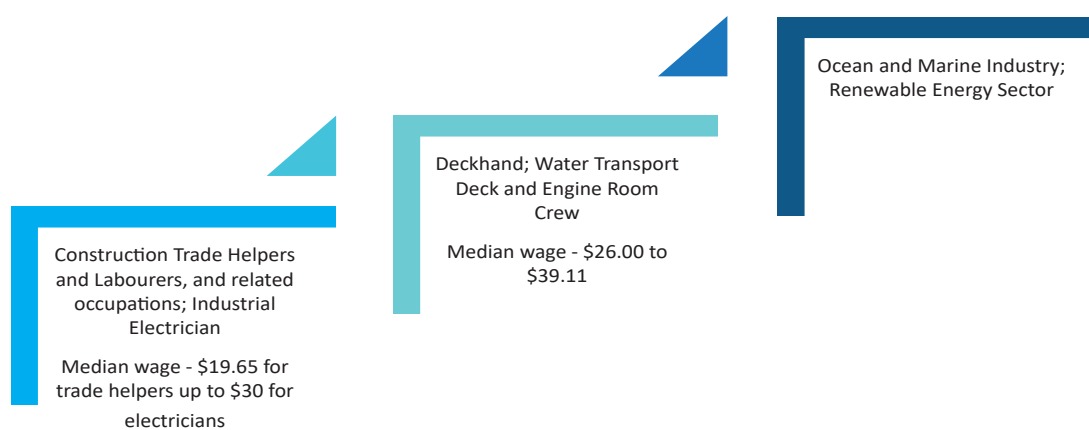 Construction Trade Helpers
and Labourers, and related
occupations; Industrial
Electrician
Median wage - $19.65 for
trade helpers up to $30 for
electricians
Deckhand; Water Transport
Deck and Engine Room
Crew
Median wage - $26.00 to
$39.11
Ocean and Marine Industry;
Renewable Energy Sector